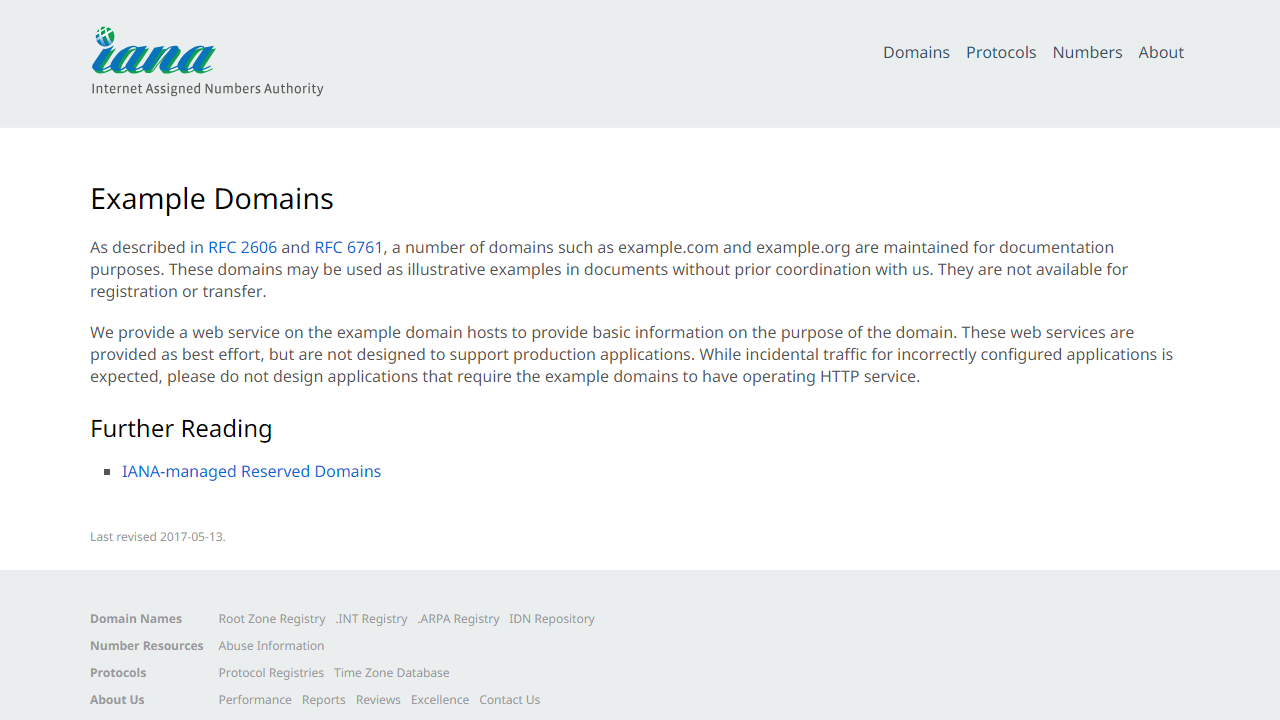 iana
Internet Assigned Numbers Authority
Domains Protocols Numbers About
Example Domains
As described in RFC 2606 and RFC 6761, a number of domains such as example.com and example.org are maintained for documentation
purposes. These domains may be used as illustrative examples in documents without prior coordination with us. They are not available for
registration or transfer.
We provide a web service on the example domain hosts to provide basic information on the purpose of the domain. These web services are
provided as best effort, but are not designed to support production applications. While incidental traffic for incorrectly configured applications is
expected, please do not design applications that require the example domains to have operating HTTP service.
Further Reading
IANA-managed Reserved Domains
Last revised 2017-05-13.
Domain Names Root Zone Registry .INT Registry .ARPA Registry IDN Repository
Number Resources Abuse Information
Protocols Protocol Registries Time Zone Database
About Us Performance Reports Reviews Excellence Contact Us